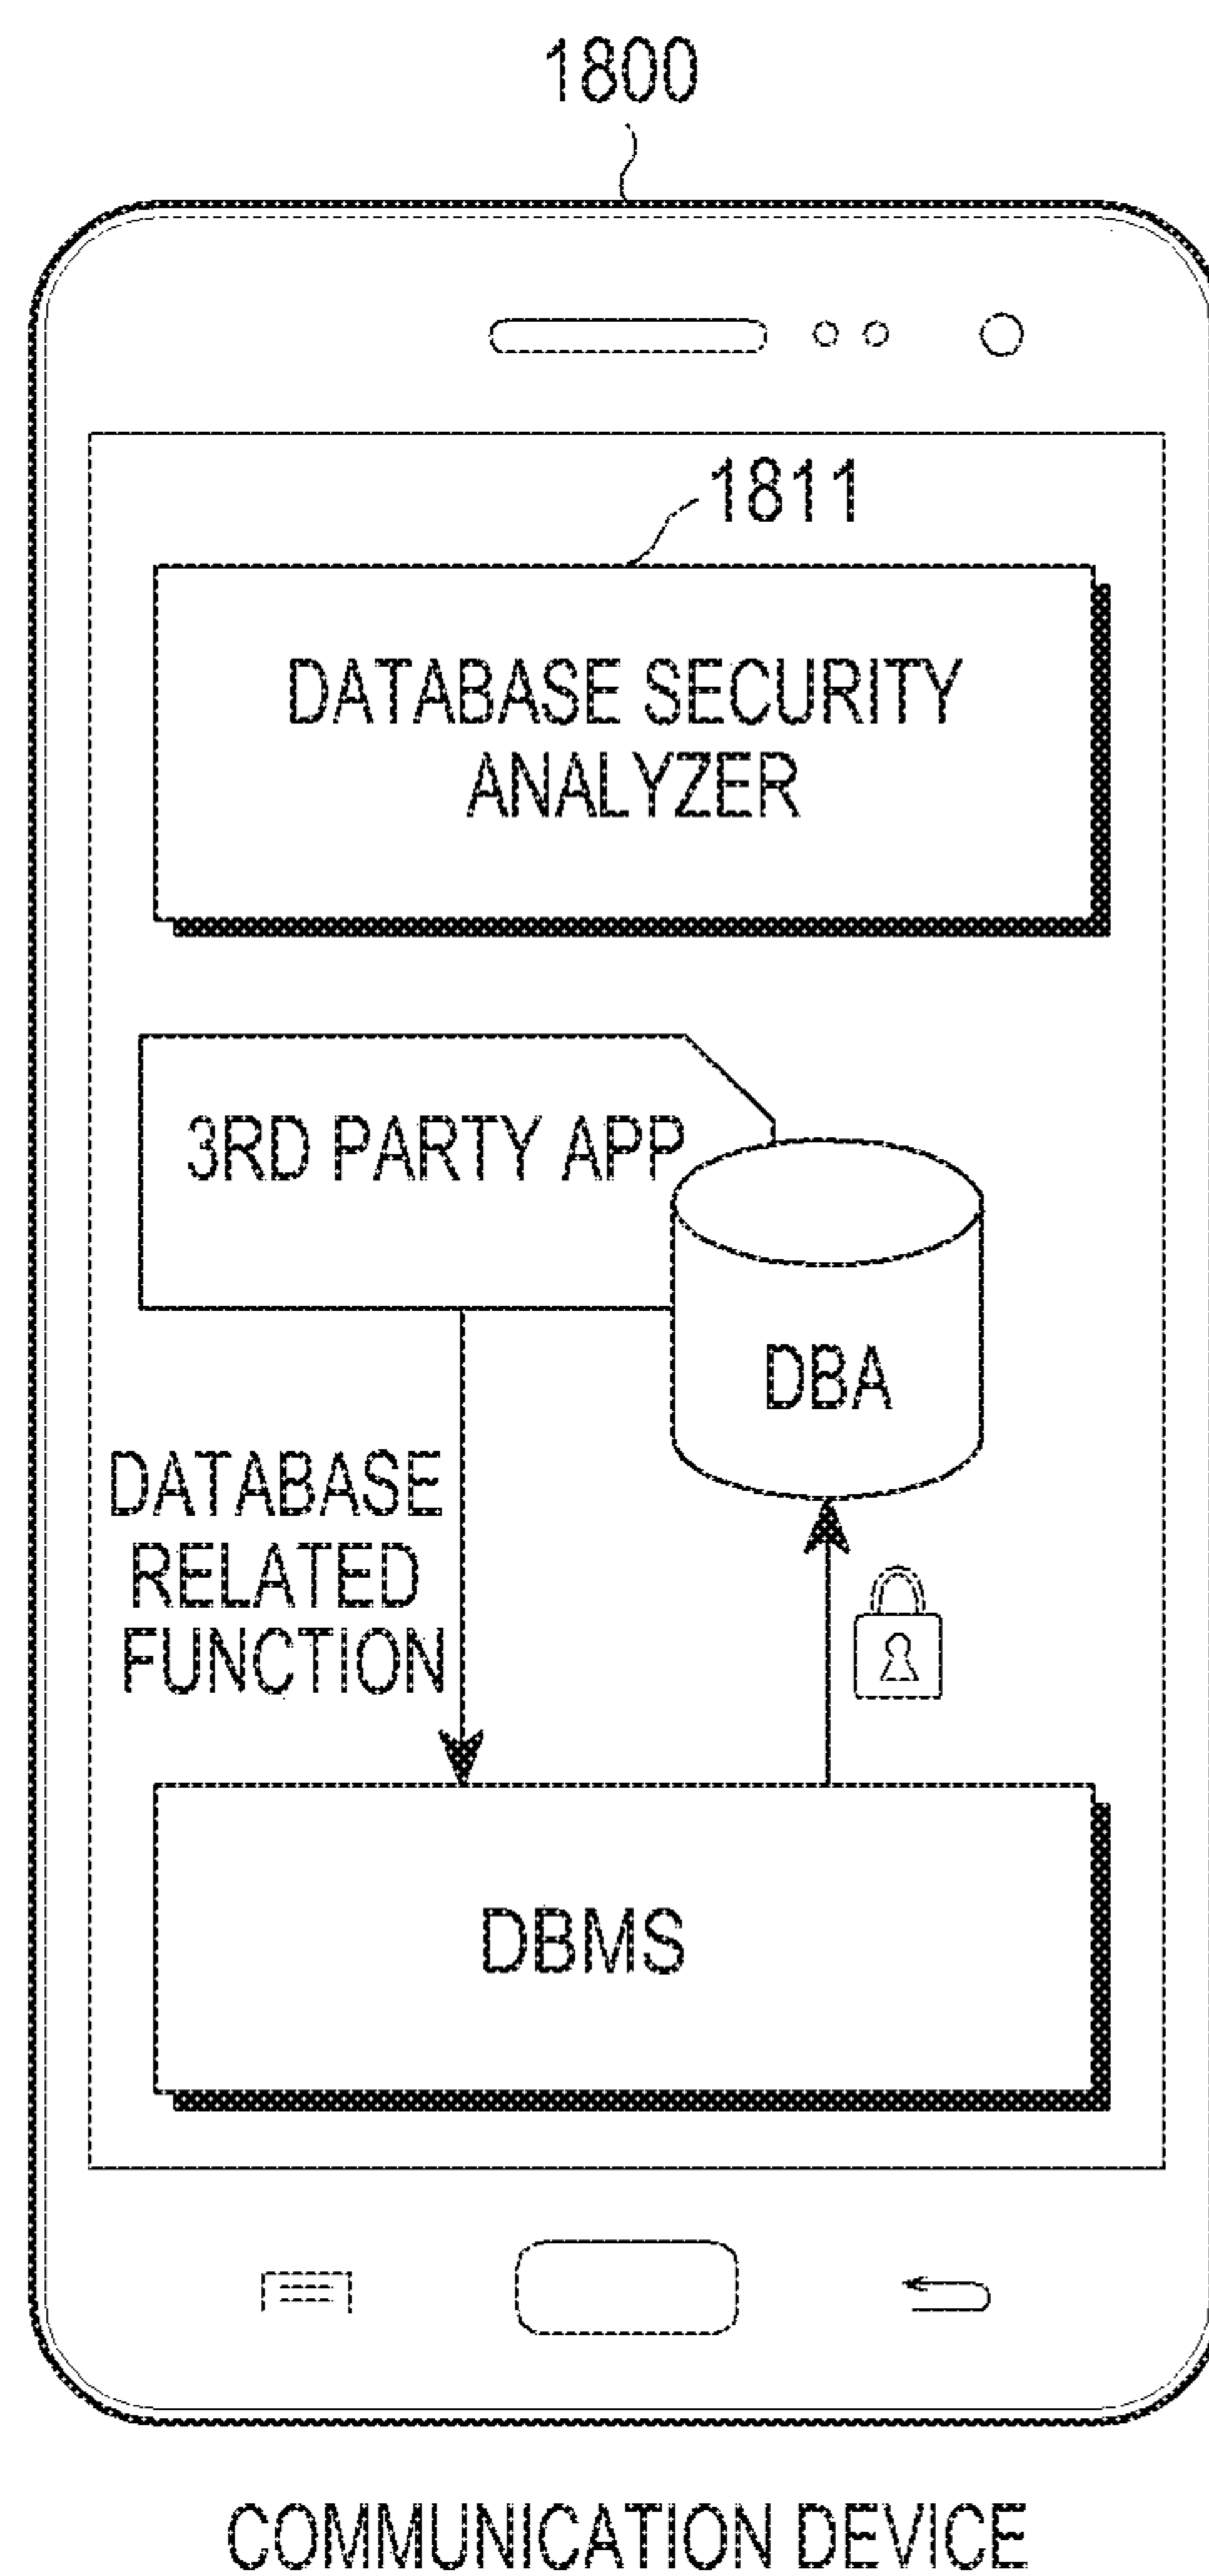 1800
1811
DATABASE SECURITY
ANALYZER
3RD PARTY APP
DBA
DATABASE
RELATED
FUNCTION
DBMS
COMMUNICATION DEVICE